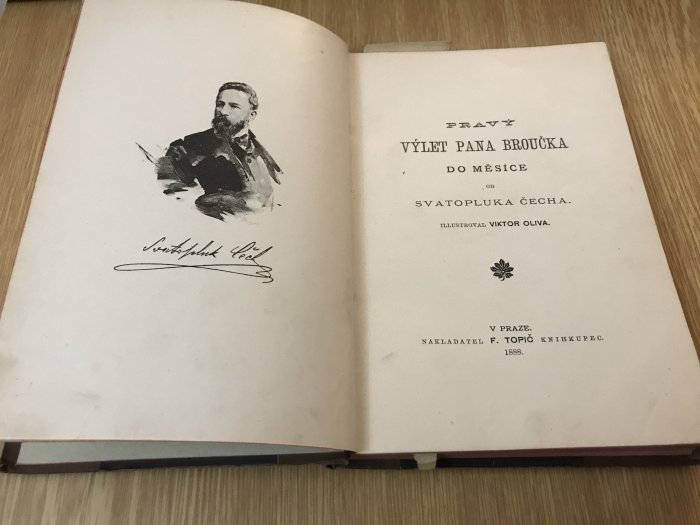 Svatopluk Čech
PRAVÝ
VÝLET PANA BROUČKA
DO MĚSÍCE
OD
SVATOPLUKA ČECHA.
ILLUSTROVAL VIKTOR OLIVA.
V PRAZE.
NAKLADATEL F. TOPIČ KNIHKUPEC.
1888.